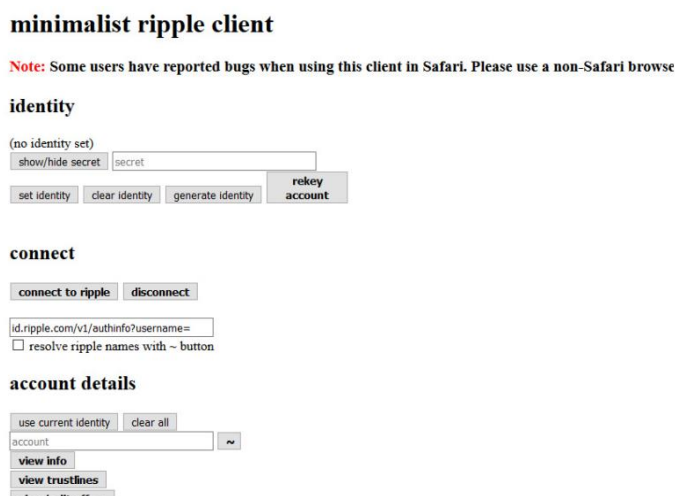 minimalist ripple client
Note: Some users have reported bugs when using this client in Safari. Please use a non-Safari browse
identity
(no identity set)
show/hide secret secret
set identity clear identity generate identity rekey account
connect
connect to ripple disconnect
id.ripple.com/v1/authinfo?username=
resolve ripple names with ~ button
account details
use current identity clear all
account ~
view info
view trustlines